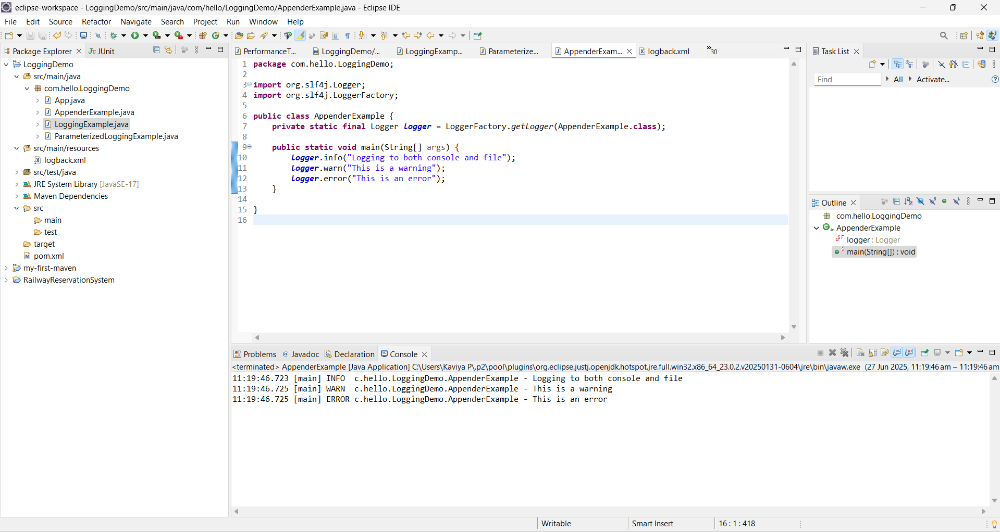 eclipse-workspace - LoggingDemo/src/main/java/com/hello/LoggingDemo/AppenderExample.java - Eclipse IDE
File Edit Source Refactor Navigate Search Project Run Window Help
Package Explorer JUnit
LoggingDemo
src/main/java
com.hello.LoggingDemo
App.java
AppenderExample.java
LoggingExample.java
ParameterizedLoggingExample.java
src/main/resources
logback.xml
src/test/java
JRE System Library [JavaSE-17]
Maven Dependencies
src
main
test
target
pom.xml
my-first-maven
RailwayReservationSystem
PerformanceT... LoggingDemo/... LoggingExamp... Parameterize... AppenderExam... logback.xml »30
1 package com.hello.LoggingDemo;
2
3 import org.slf4j.Logger;
4 import org.slf4j.LoggerFactory;
5
6 public class AppenderExample {
7 private static final Logger logger = LoggerFactory.getLogger(AppenderExample.class);
8
9 public static void main(String[] args) {
10 logger.info("Logging to both console and file");
11 logger.warn("This is a warning");
12 logger.error("This is an error");
13 }
14
15 }
16
Task List
Find All Activate...
Outline
com.hello.LoggingDemo
AppenderExample
logger : Logger
main(String[]) : void
Problems Javadoc Declaration Console
<terminated> AppenderExample [Java Application] C:\Users\Kaviya P\.p2\pool\plugins\org.eclipse.justj.openjdk.hotspot.jre.full.win32.x86_64_23.0.2.v20250131-0604\jre\bin\javaw.exe (27 Jun 2025, 11:19:46 am – 11:19:46 am
11:19:46.723 [main] INFO c.hello.LoggingDemo.AppenderExample - Logging to both console and file
11:19:46.725 [main] WARN c.hello.LoggingDemo.AppenderExample - This is a warning
11:19:46.725 [main] ERROR c.hello.LoggingDemo.AppenderExample - This is an error
Writable Smart Insert 16 : 1 : 418